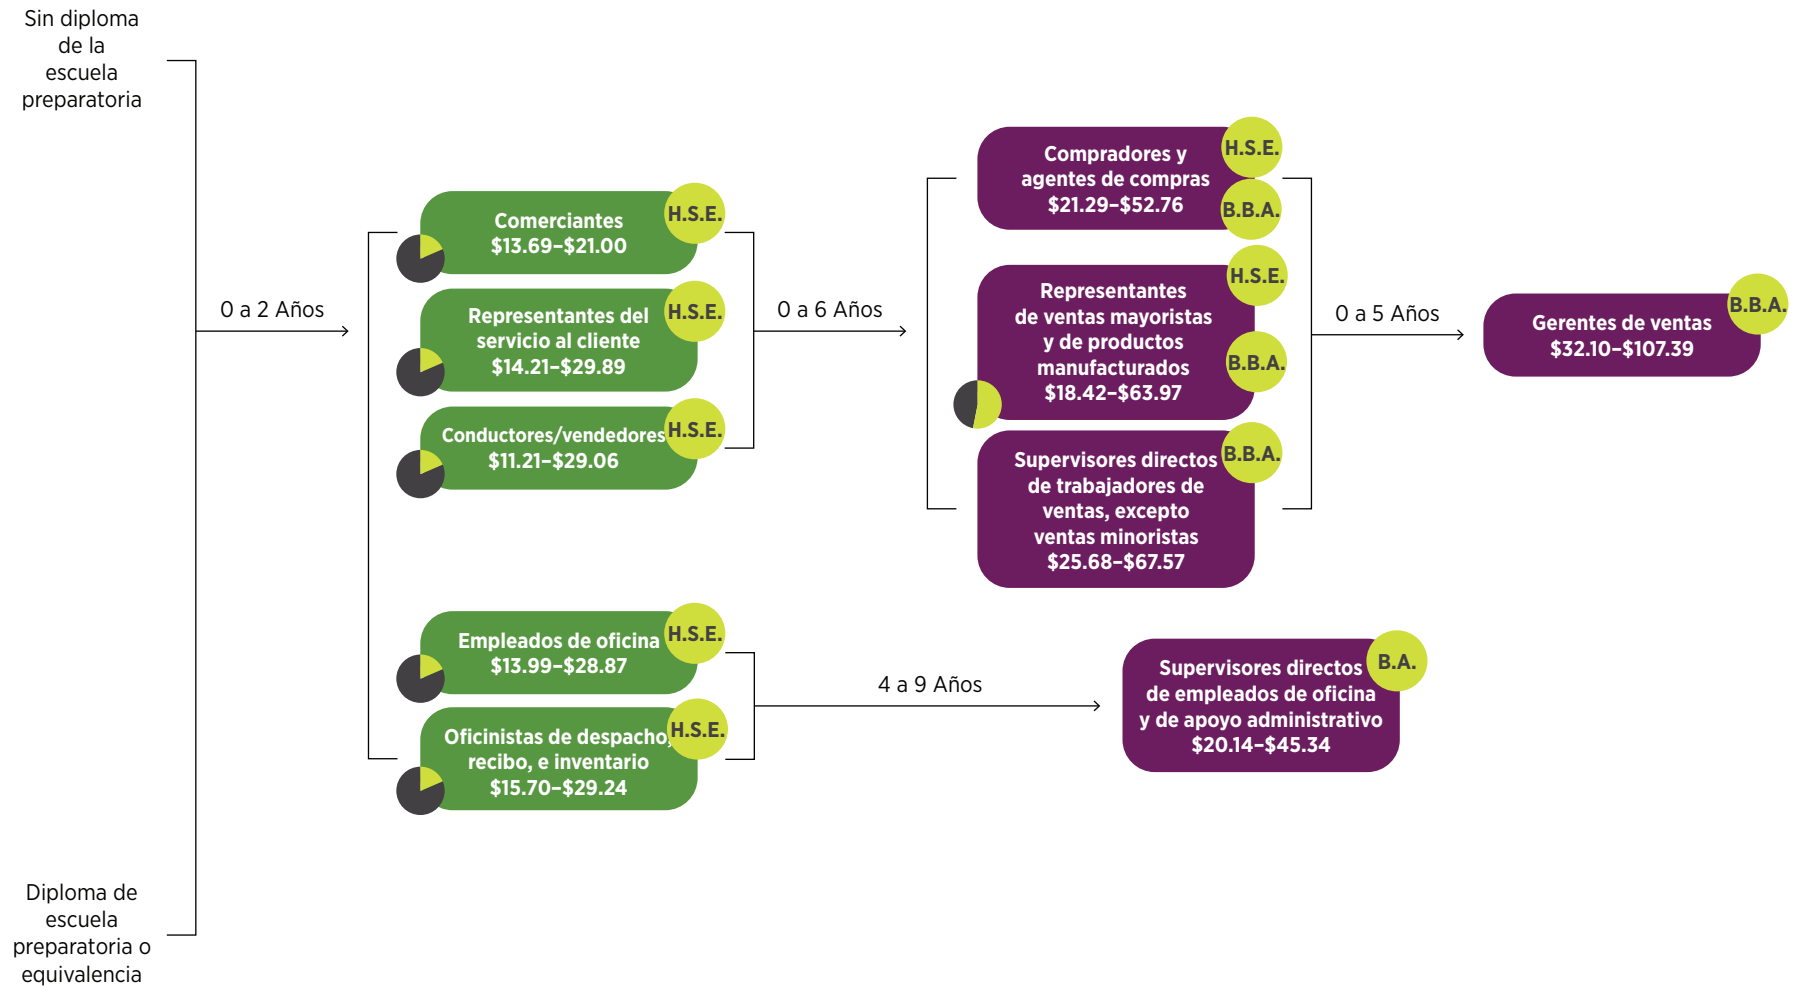 Sin diploma
de la
escuela
preparatoria
Diploma de
escuela
preparatoria o
equivalencia
0 a 2 Años
Comerciantes
$13.69–$21.00
H.S.E.
Representantes del
servicio al cliente
$14.21–$29.89
H.S.E.
Conductores/vendedores
$11.21–$29.06
H.S.E.
Empleados de oficina
$13.99–$28.87
H.S.E.
Oficinistas de despacho,
recibo, e inventario
$15.70–$29.24
H.S.E.
0 a 6 Años
Compradores y
agentes de compras
$21.29–$52.76
H.S.E.
B.B.A.
Representantes
de ventas mayoristas
y de productos
manufacturados
$18.42–$63.97
H.S.E.
B.B.A.
Supervisores directos
de trabajadores de
ventas, excepto
ventas minoristas
$25.68–$67.57
B.B.A.
0 a 5 Años
Gerentes de ventas
$32.10–$107.39
B.B.A.
4 a 9 Años
Supervisores directos
de empleados de oficina
y de apoyo administrativo
$20.14–$45.34
B.A.